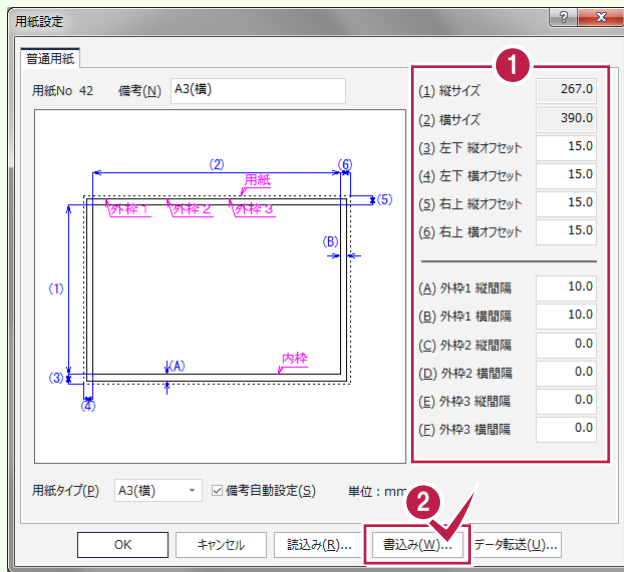 用紙設定
普通用紙
用紙No 42 備考(N) A3(横)
1
(1) 縦サイズ 267.0
(2) 横サイズ 390.0
(3) 左下 縦オフセット 15.0
(4) 左下 横オフセット 15.0
(5) 右上 縦オフセット 15.0
(6) 右上 横オフセット 15.0
(A) 外枠1 縦間隔 10.0
(B) 外枠1 横間隔 10.0
(C) 外枠2 縦間隔 0.0
(D) 外枠2 横間隔 0.0
(E) 外枠3 縦間隔 0.0
(F) 外枠3 横間隔 0.0
(2) (6)
用紙
(5)
外枠1 外枠2 外枠3
(B)
(1)
内枠
(A)
(3)
(4)
用紙タイプ(P) A3(横) 備考自動設定(S) 単位 : mm
2
OK キャンセル 読込み(R)... 書込み(W)... データ転送(U)...